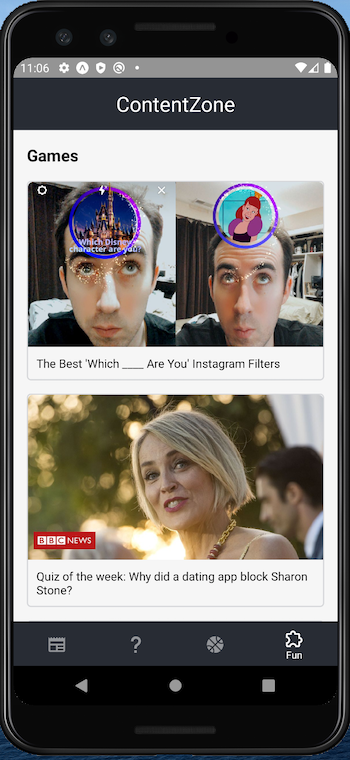 11:06
ContentZone
Games
Which Disney
character are you?
The Best 'Which ____ Are You' Instagram Filters
BBC NEWS
Quiz of the week: Why did a dating app block Sharon
Stone?
?
Fun